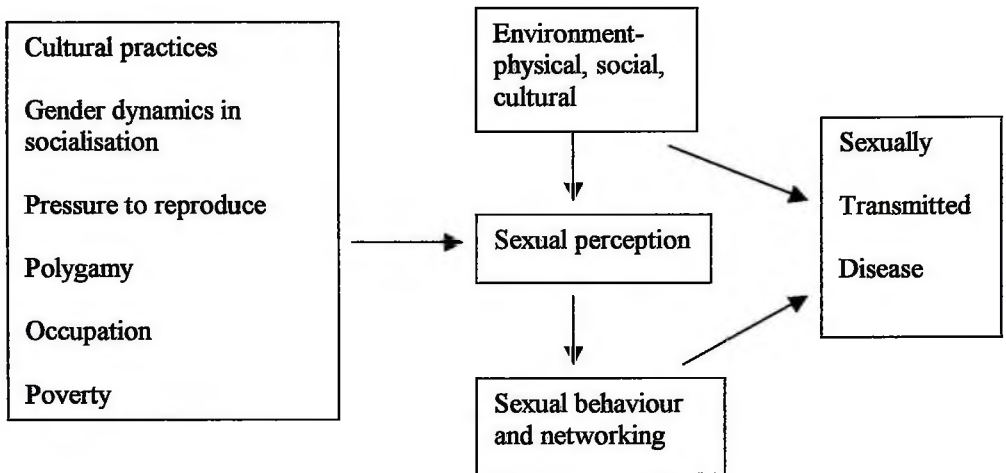 Cultural practices
Gender dynamics in
socialisation
Pressure to reproduce
Polygamy
Occupation
Poverty
Environment-
physical, social,
cultural
Sexual perception
Sexual behaviour
and networking
Sexually
Transmitted
Disease